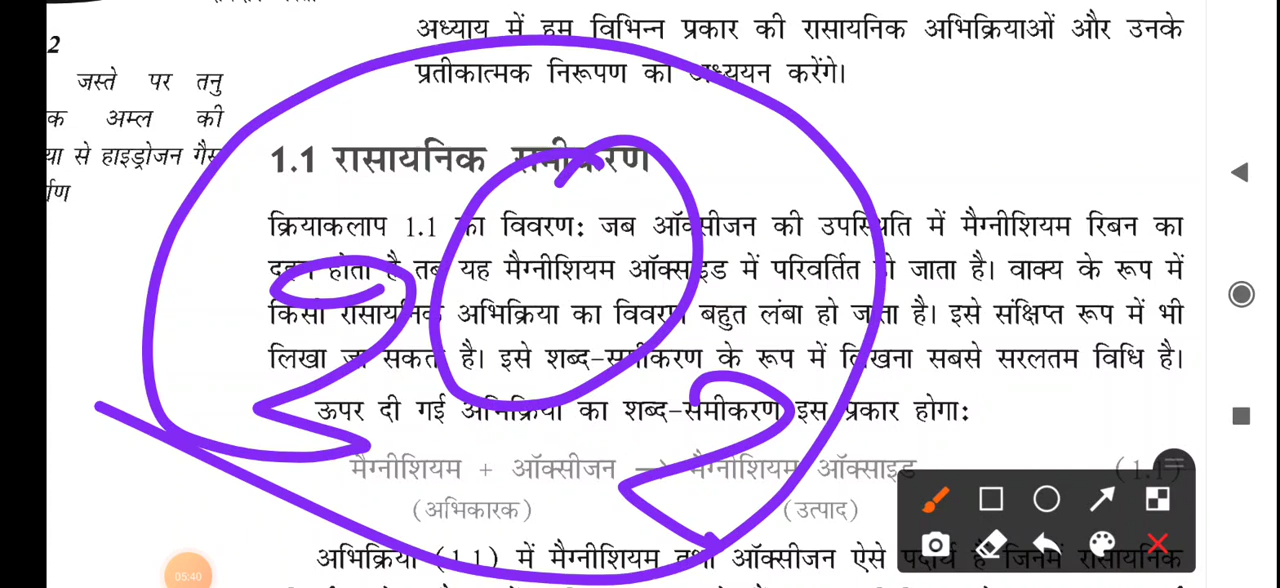 अध्याय में हम विभिन्न प्रकार की रासायनिक अभिक्रियाओं और उनके
प्रतीकात्मक निरूपण का अध्ययन करेंगे।
2
जस्ते पर तनु
क अम्ल की
या से हाइड्रोजन गैस
1.1 रासायनिक समीकरण
क्रियाकलाप 1.1 का विवरण: जब ऑक्सीजन की उपस्थिति में मैग्नीशियम रिबन का
दहन होता है तब यह मैग्नीशियम ऑक्साइड में परिवर्तित हो जाता है। वाक्य के रूप में
किसी रासायनिक अभिक्रिया का विवरण बहुत लंबा हो जाता है। इसे संक्षिप्त रूप में भी
लिखा जा सकता है। इसे शब्द-समीकरण के रूप में लिखना सबसे सरलतम विधि है।
ऊपर दी गई अभिक्रिया का शब्द-समीकरण इस प्रकार होगा:
मैग्नीशियम + ऑक्सीजन → मैग्नीशियम ऑक्साइड (1.1)
(अभिकारक) (उत्पाद)
अभिक्रिया (1.1) में मैग्नीशियम तथा ऑक्सीजन ऐसे पदार्थ हैं जिनमें रासायनिक
05:40